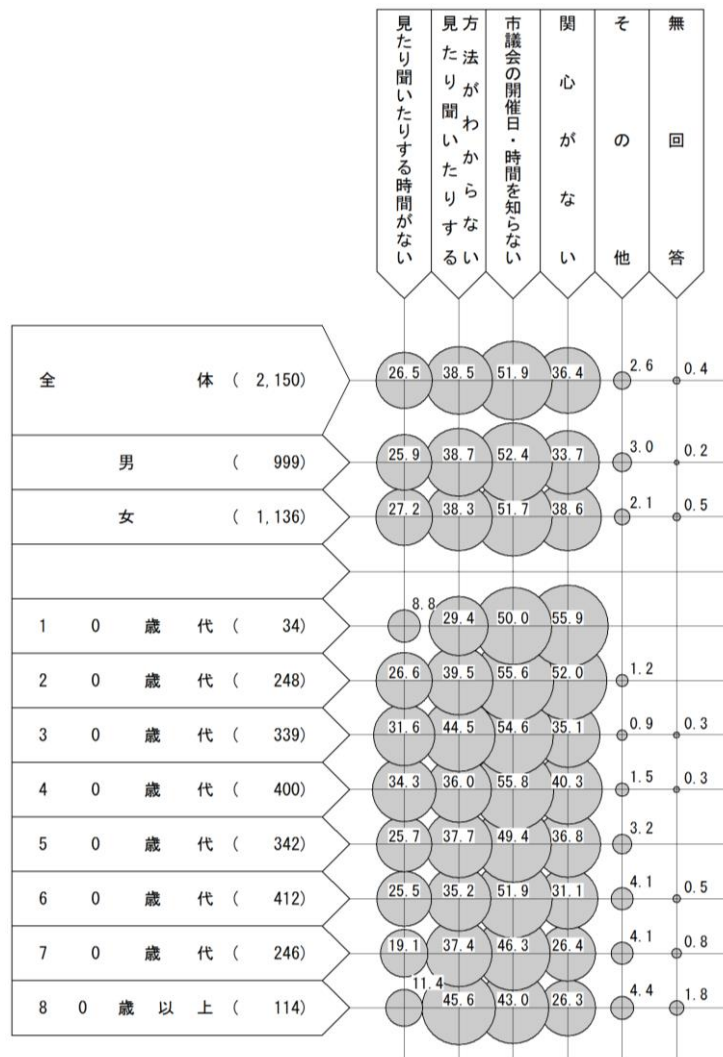 見たり聞いたりする時間がない
見たり聞いたりする
方法がわからない
市議会の開催日・時間を知らない
関心がない
その他
無回答
全体 ( 2,150) 26.5 38.5 51.9 36.4 2.6 0.4
男 ( 999) 25.9 38.7 52.4 33.7 3.0 0.2
女 ( 1,136) 27.2 38.3 51.7 38.6 2.1 0.5
10歳代 ( 34) 8.8 29.4 50.0 55.9
20歳代 ( 248) 26.6 39.5 55.6 52.0 1.2
30歳代 ( 339) 31.6 44.5 54.6 35.1 0.9 0.3
40歳代 ( 400) 34.3 36.0 55.8 40.3 1.5 0.3
50歳代 ( 342) 25.7 37.7 49.4 36.8 3.2
60歳代 ( 412) 25.5 35.2 51.9 31.1 4.1 0.5
70歳代 ( 246) 19.1 37.4 46.3 26.4 4.1 0.8
80歳以上 ( 114) 11.4 45.6 43.0 26.3 4.4 1.8